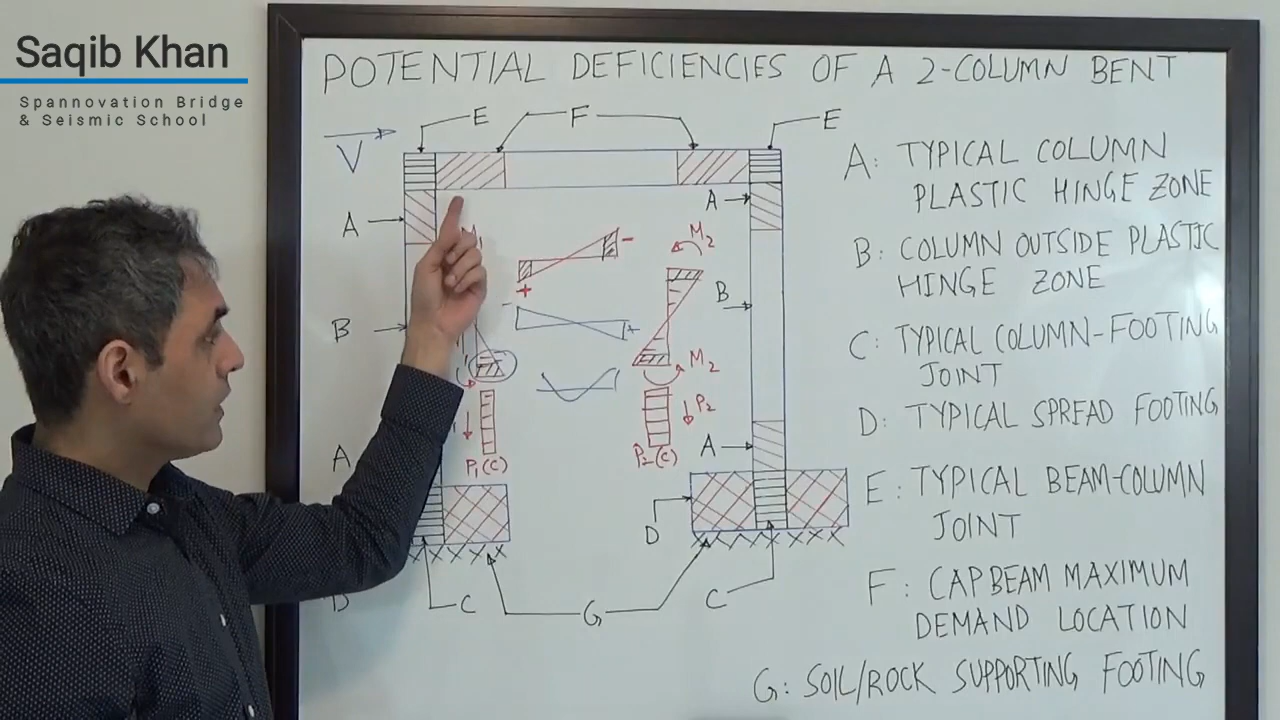 Saqib Khan
Spannovation Bridge
& Seismic School
POTENTIAL DEFICIENCIES OF A 2-COLUMN BENT
E
F
E
V
A
A
M₁
-
M₂
+
B
B
-
+
M₂
P₂
A
A
P₁(C)
P₂(C)
D
D
C
G
C
A: TYPICAL COLUMN
PLASTIC HINGE ZONE
B: COLUMN OUTSIDE PLASTIC
HINGE ZONE
C: TYPICAL COLUMN-FOOTING
JOINT
D: TYPICAL SPREAD FOOTING
E: TYPICAL BEAM-COLUMN
JOINT
F: CAPBEAM MAXIMUM
DEMAND LOCATION
G: SOIL/ROCK SUPPORTING FOOTING